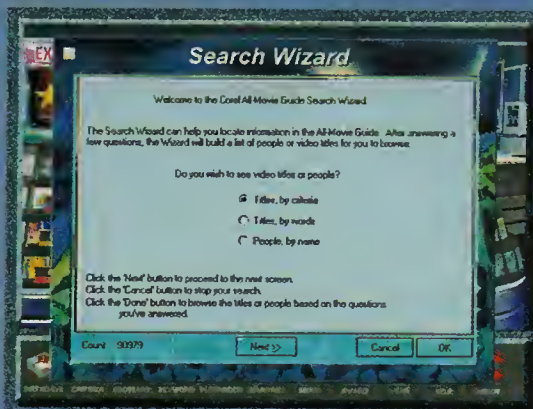 EX
Search Wizard
Welcome to the Corel All-Movie Guide Search Wizard.
The Search Wizard can help you locate information in the All-Movie Guide. After answering a
few questions, the Wizard will build a list of people or video titles for you to browse.
Do you wish to see video titles or people?
Titles, by criteria
Titles, by words
People, by name
Click the 'Next' button to proceed to the next screen.
Click the 'Cancel' button to stop your search.
Click the 'Done' button to browse the titles or people based on the questions
you've answered.
Count 90979
Next >>
Cancel
OK